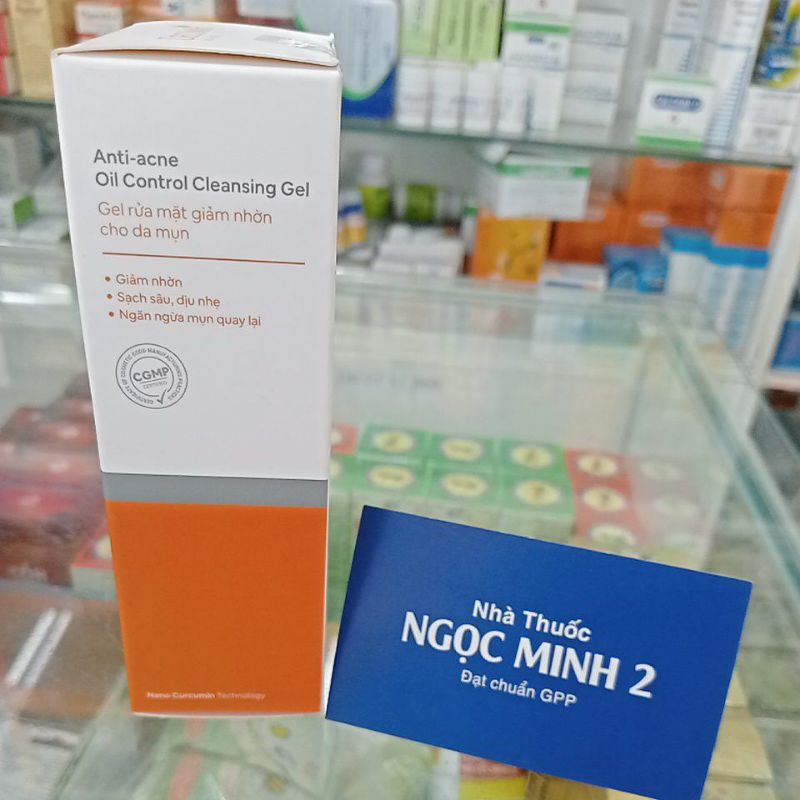 Anti-acne
Oil Control Cleansing Gel
Gel rửa mặt giảm nhờn
cho da mụn
• Giảm nhờn
• Sạch sâu, dịu nhẹ
• Ngăn ngừa mụn quay lại
CGMP
CERTIFIED
Nano Curcumin Technology
Nhà Thuốc
NGỌC MINH 2
Đạt chuẩn GPP